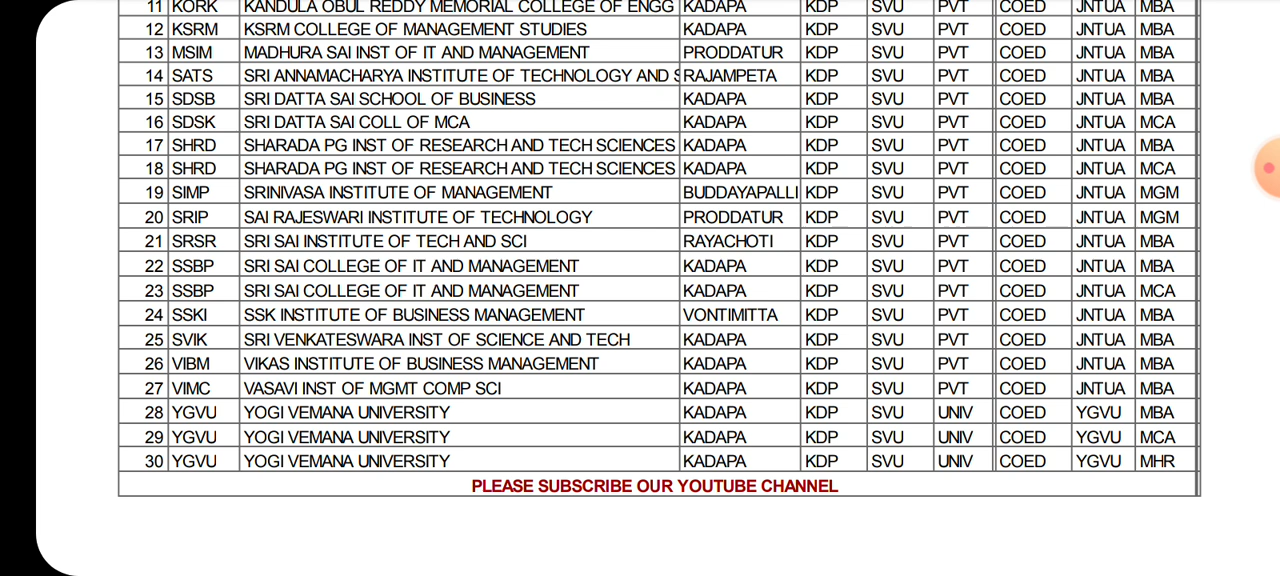 11 KORK KANDULA OBUL REDDY MEMORIAL COLLEGE OF ENGG KADAPA KDP SVU PVT COED JNTUA MBA
12 KSRM KSRM COLLEGE OF MANAGEMENT STUDIES KADAPA KDP SVU PVT COED JNTUA MBA
13 MSIM MADHURA SAI INST OF IT AND MANAGEMENT PRODDATUR KDP SVU PVT COED JNTUA MBA
14 SATS SRI ANNAMACHARYA INSTITUTE OF TECHNOLOGY AND S RAJAMPETA KDP SVU PVT COED JNTUA MBA
15 SDSB SRI DATTA SAI SCHOOL OF BUSINESS KADAPA KDP SVU PVT COED JNTUA MBA
16 SDSK SRI DATTA SAI COLL OF MCA KADAPA KDP SVU PVT COED JNTUA MCA
17 SHRD SHARADA PG INST OF RESEARCH AND TECH SCIENCES KADAPA KDP SVU PVT COED JNTUA MBA
18 SHRD SHARADA PG INST OF RESEARCH AND TECH SCIENCES KADAPA KDP SVU PVT COED JNTUA MCA
19 SIMP SRINIVASA INSTITUTE OF MANAGEMENT BUDDAYAPALLI KDP SVU PVT COED JNTUA MGM
20 SRIP SAI RAJESWARI INSTITUTE OF TECHNOLOGY PRODDATUR KDP SVU PVT COED JNTUA MGM
21 SRSR SRI SAI INSTITUTE OF TECH AND SCI RAYACHOTI KDP SVU PVT COED JNTUA MBA
22 SSBP SRI SAI COLLEGE OF IT AND MANAGEMENT KADAPA KDP SVU PVT COED JNTUA MBA
23 SSBP SRI SAI COLLEGE OF IT AND MANAGEMENT KADAPA KDP SVU PVT COED JNTUA MCA
24 SSKI SSK INSTITUTE OF BUSINESS MANAGEMENT VONTIMITTA KDP SVU PVT COED JNTUA MBA
25 SVIK SRI VENKATESWARA INST OF SCIENCE AND TECH KADAPA KDP SVU PVT COED JNTUA MBA
26 VIBM VIKAS INSTITUTE OF BUSINESS MANAGEMENT KADAPA KDP SVU PVT COED JNTUA MBA
27 VIMC VASAVI INST OF MGMT COMP SCI KADAPA KDP SVU PVT COED JNTUA MBA
28 YGVU YOGI VEMANA UNIVERSITY KADAPA KDP SVU UNIV COED YGVU MBA
29 YGVU YOGI VEMANA UNIVERSITY KADAPA KDP SVU UNIV COED YGVU MCA
30 YGVU YOGI VEMANA UNIVERSITY KADAPA KDP SVU UNIV COED YGVU MHR
PLEASE SUBSCRIBE OUR YOUTUBE CHANNEL